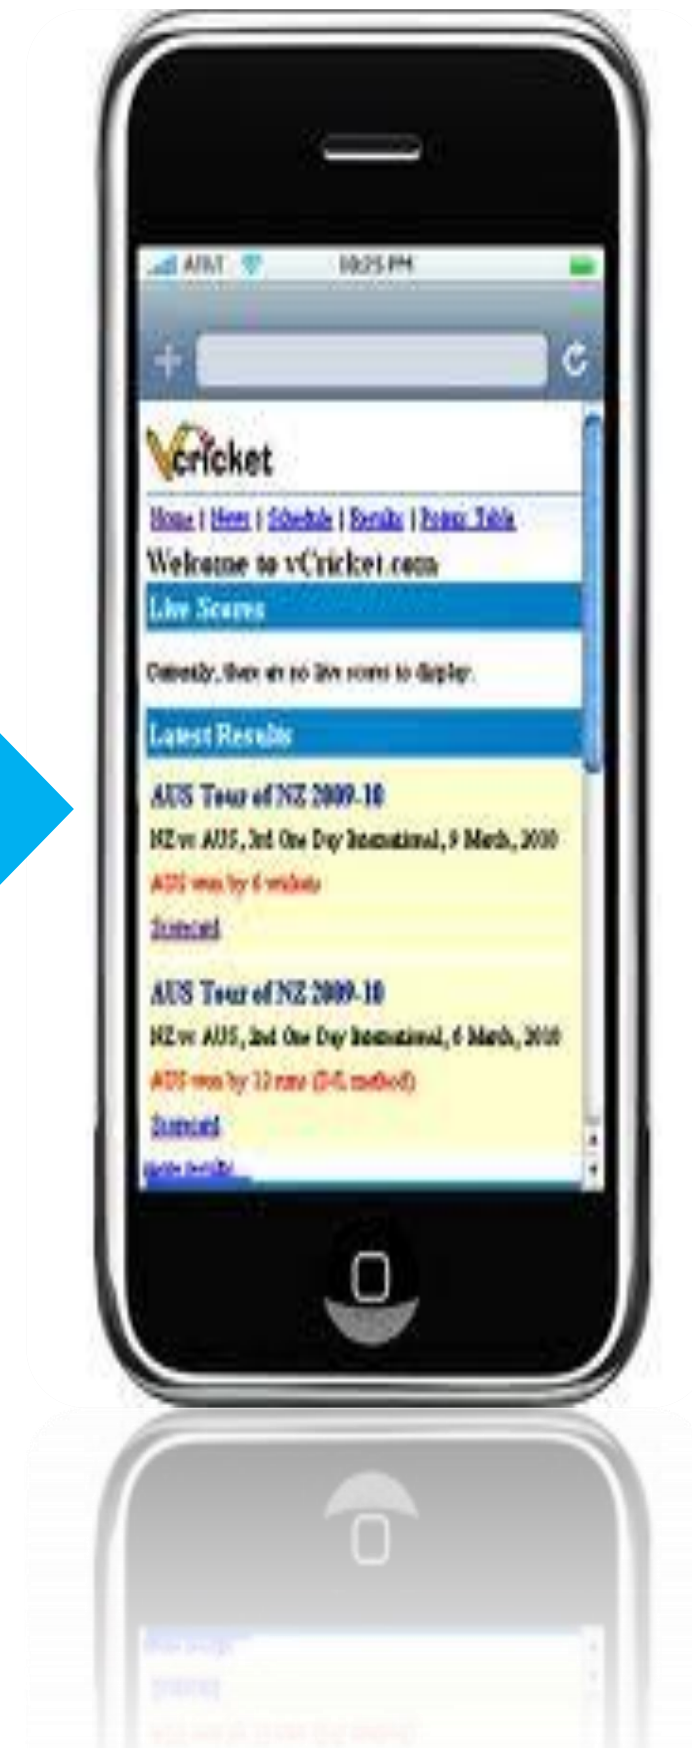 AT&T 10:25 PM
vcricket
Home | News | Schedule | Results | Points Table
Welcome to vCricket.com
Live Scores
Currently, there are no live scores to display.
Latest Results
AUS Tour of NZ 2009-10
NZ vs AUS, 3rd One Day International, 9 March, 2010
AUS won by 6 wickets
Scorecard
AUS Tour of NZ 2009-10
NZ vs AUS, 2nd One Day International, 6 March, 2010
AUS won by 12 runs (D/L method)
Scorecard
more results...